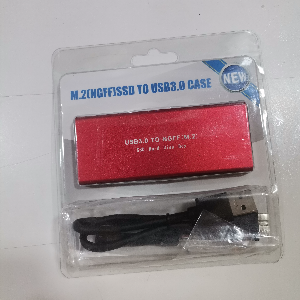 M.2(NGFF)SSD TO USB3.0 CASE
NEW
USB3.0 TO NGFF(M.2)